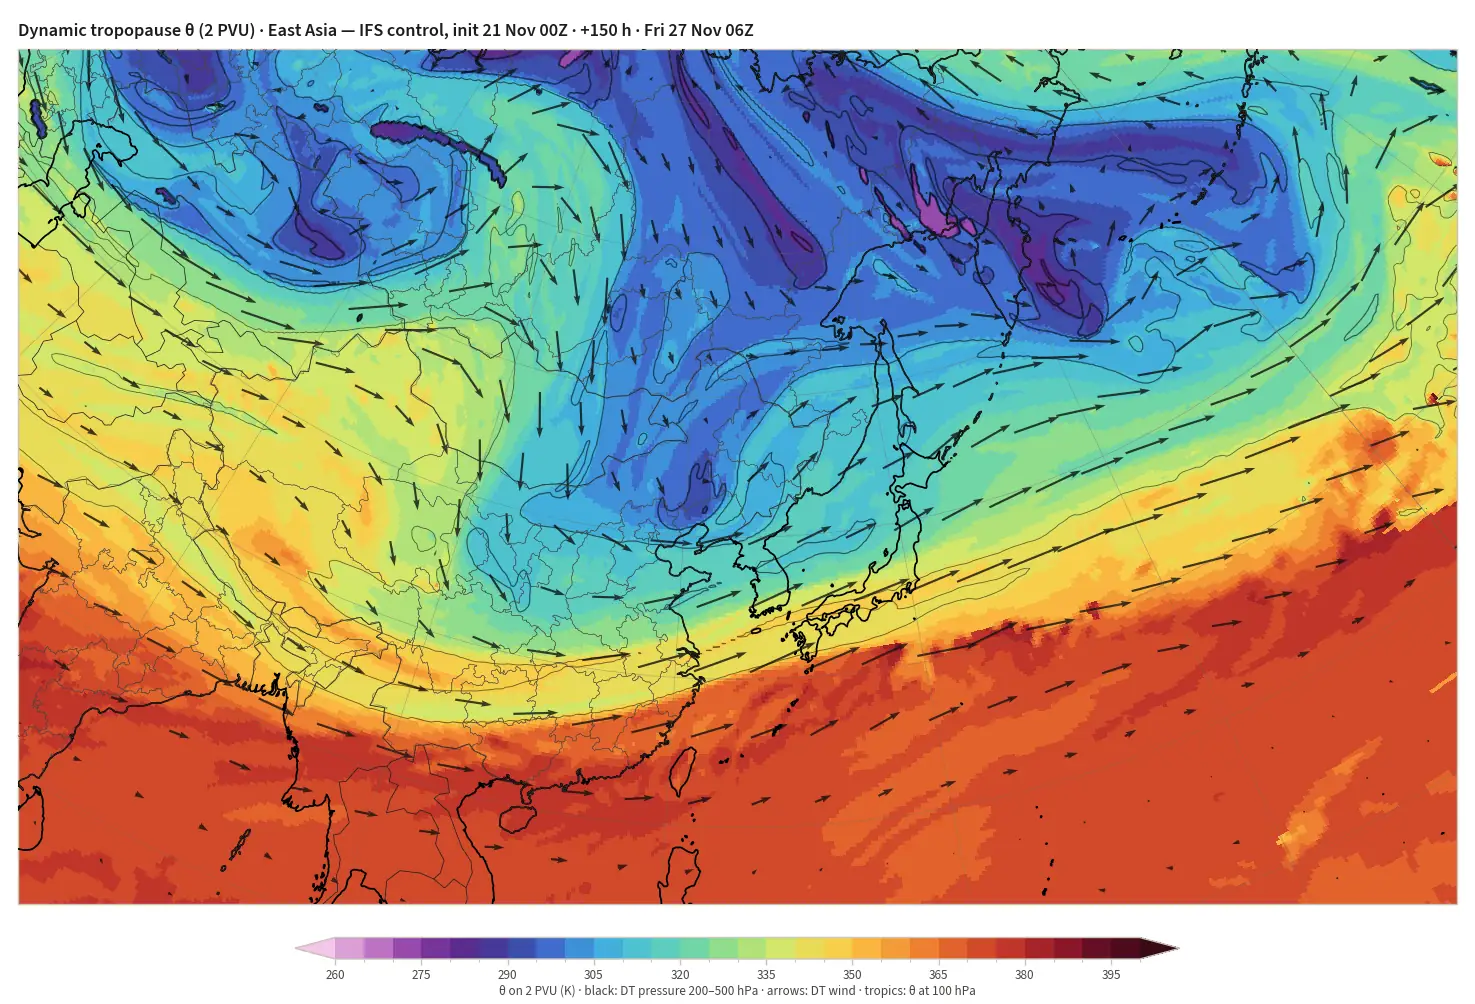 Dynamic tropopause θ (2 PVU) · East Asia — IFS control, init 21 Nov 00Z · +150 h · Fri 27 Nov 06Z
260 275 290 305 320 335 350 365 380 395
θ on 2 PVU (K) · black: DT pressure 200–500 hPa · arrows: DT wind · tropics: θ at 100 hPa